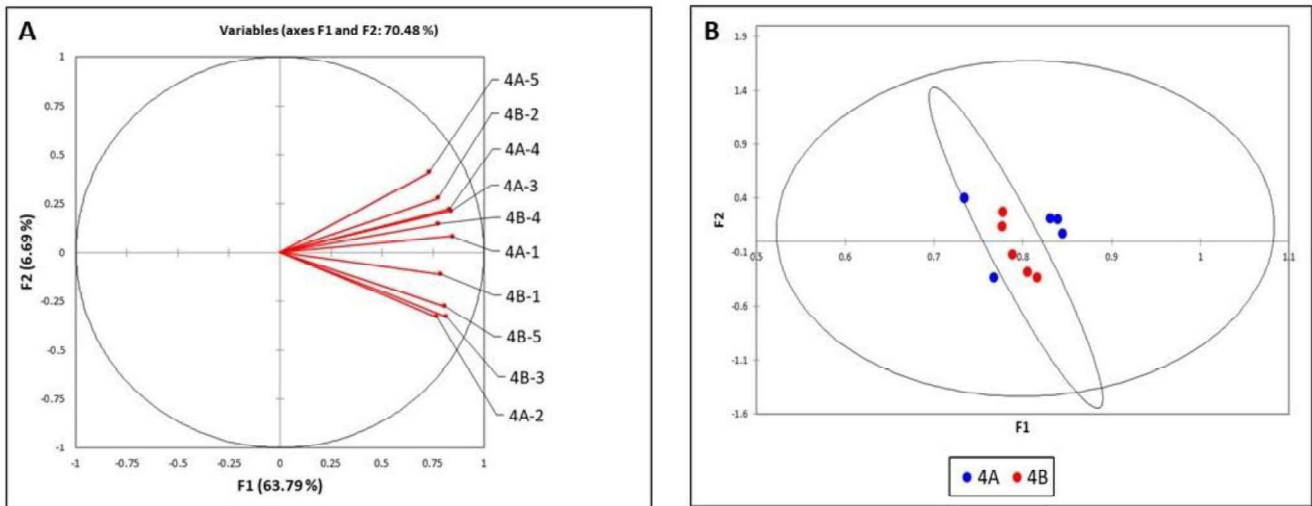 A
Variables (axes F1 and F2: 70.48 %)
1
0.75
0.5
0.25
0
-0.25
-0.5
-0.75
-1
F2 (6.69 %)
-1 -0.75 -0.5 -0.25 0 0.25 0.5 0.75 1
F1 (63.79 %)
4A-5
4B-2
4A-4
4A-3
4B-4
4A-1
4B-1
4B-5
4B-3
4A-2
B
1.9
1.4
0.9
0.4
-0.1
-0.6
-1.1
-1.6
F2
0.5 0.6 0.7 0.8 0.9 1 1.1
F1
4A 4B